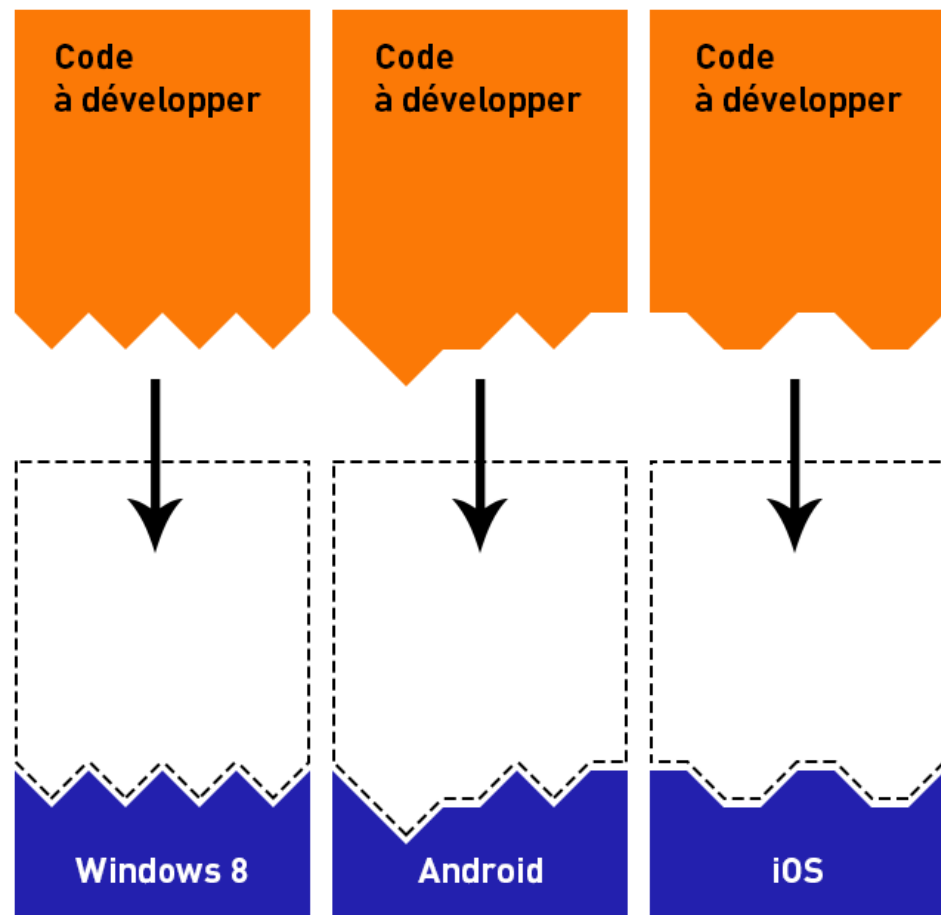 Code
à développer
Code
à développer
Code
à développer
Windows 8
Android
iOS